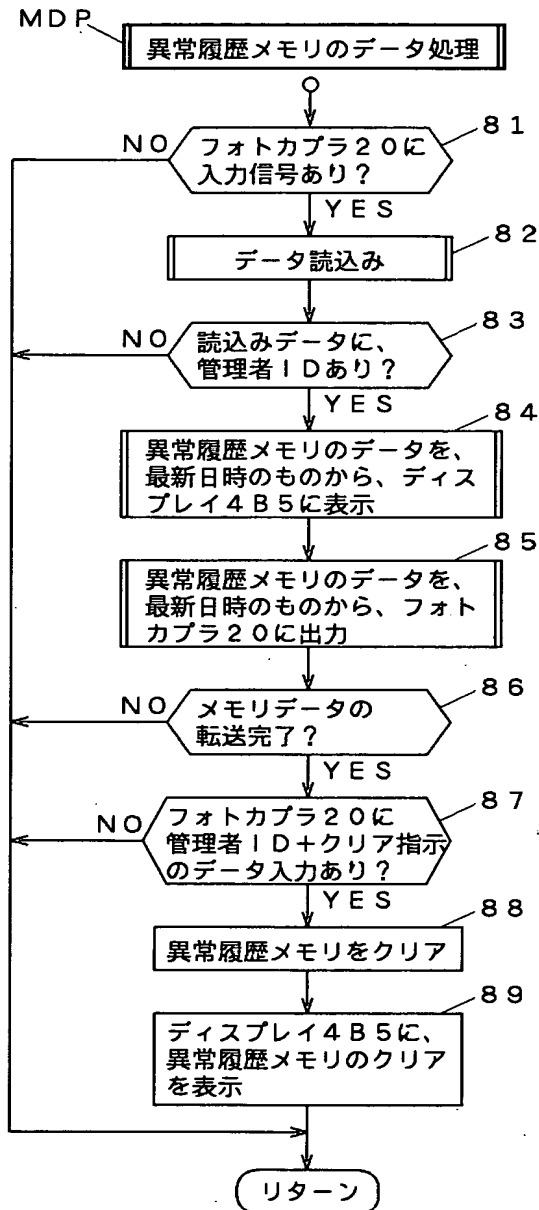 MDP
異常履歴メモリのデータ処理
81
NO
フォトカプラ20に
入力信号あり？
YES
82
データ読込み
83
NO
読込みデータに、
管理者IDあり？
YES
84
異常履歴メモリのデータを、
最新日時のものから、ディス
プレイ4B5に表示
85
異常履歴メモリのデータを、
最新日時のものから、フォト
カプラ20に出力
86
NO
メモリデータの
転送完了？
YES
87
NO
フォトカプラ20に
管理者ID+クリア指示
のデータ入力あり？
YES
88
異常履歴メモリをクリア
89
ディスプレイ4B5に、
異常履歴メモリのクリア
を表示
リターン